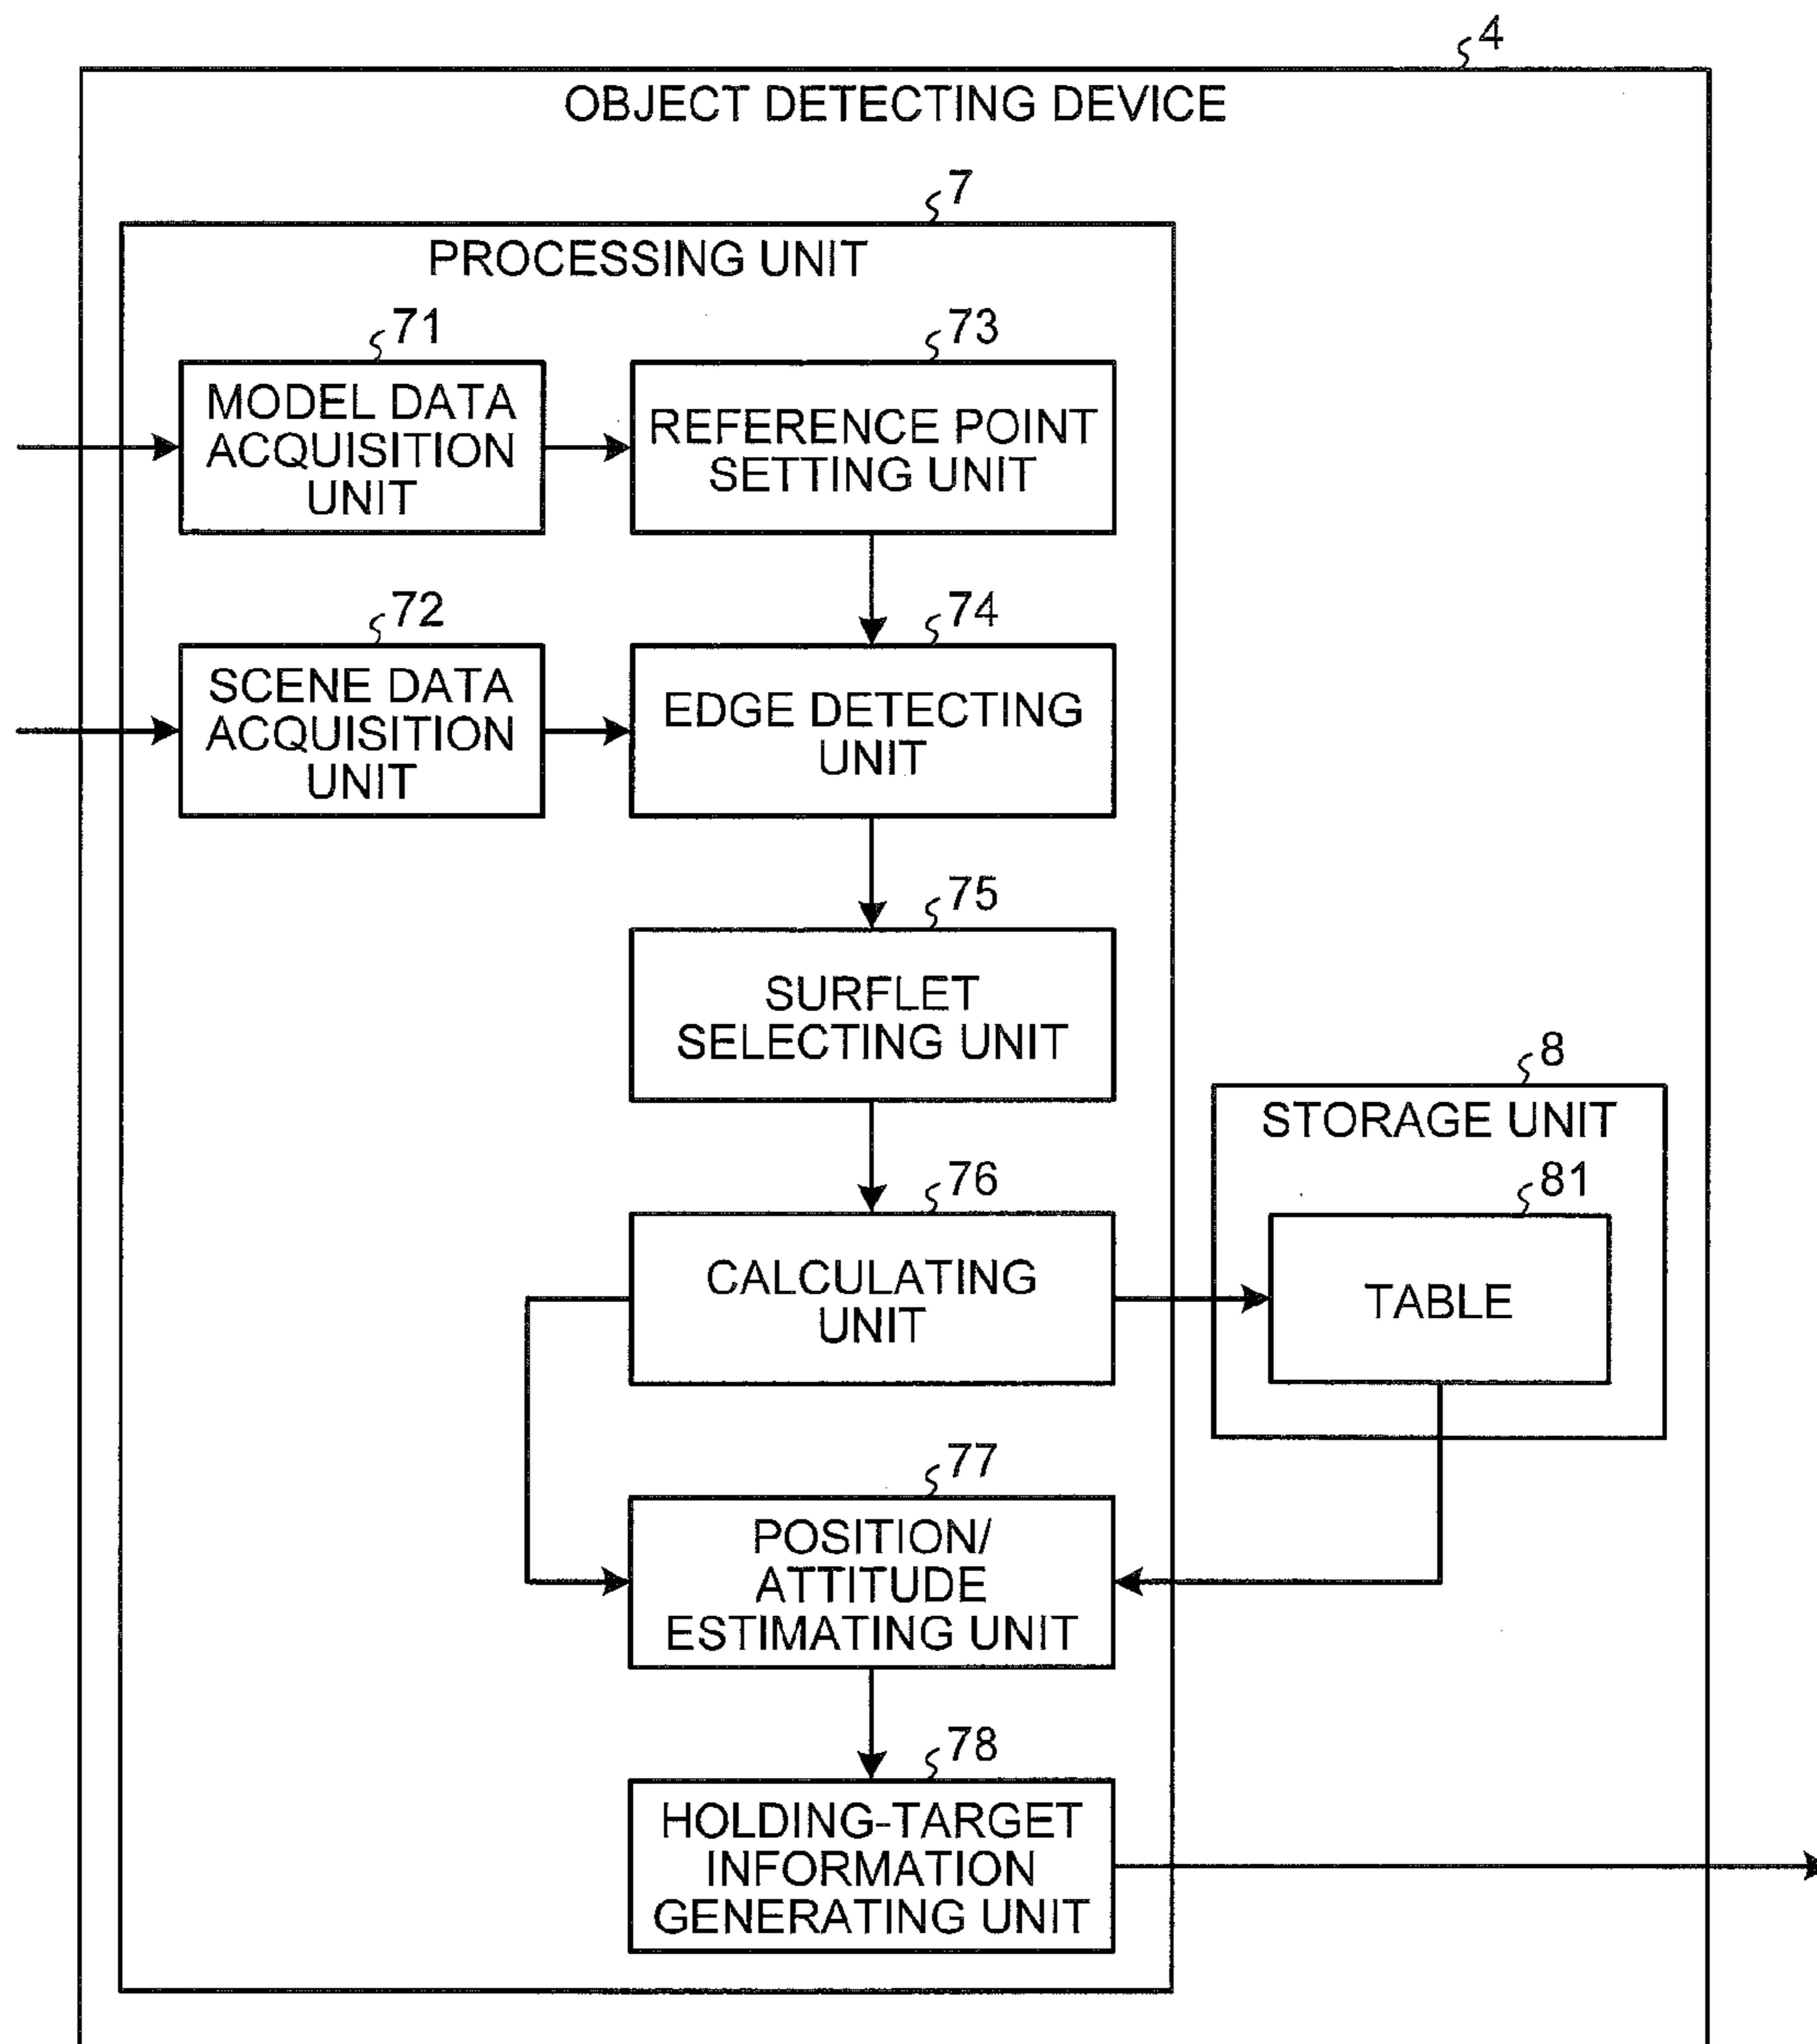 4
OBJECT DETECTING DEVICE
7
PROCESSING UNIT
71
MODEL DATA
ACQUISITION
UNIT
73
REFERENCE POINT
SETTING UNIT
72
SCENE DATA
ACQUISITION
UNIT
74
EDGE DETECTING
UNIT
75
SURFLET
SELECTING UNIT
8
STORAGE UNIT
76
CALCULATING
UNIT
81
TABLE
77
POSITION/
ATTITUDE
ESTIMATING UNIT
78
HOLDING-TARGET
INFORMATION
GENERATING UNIT